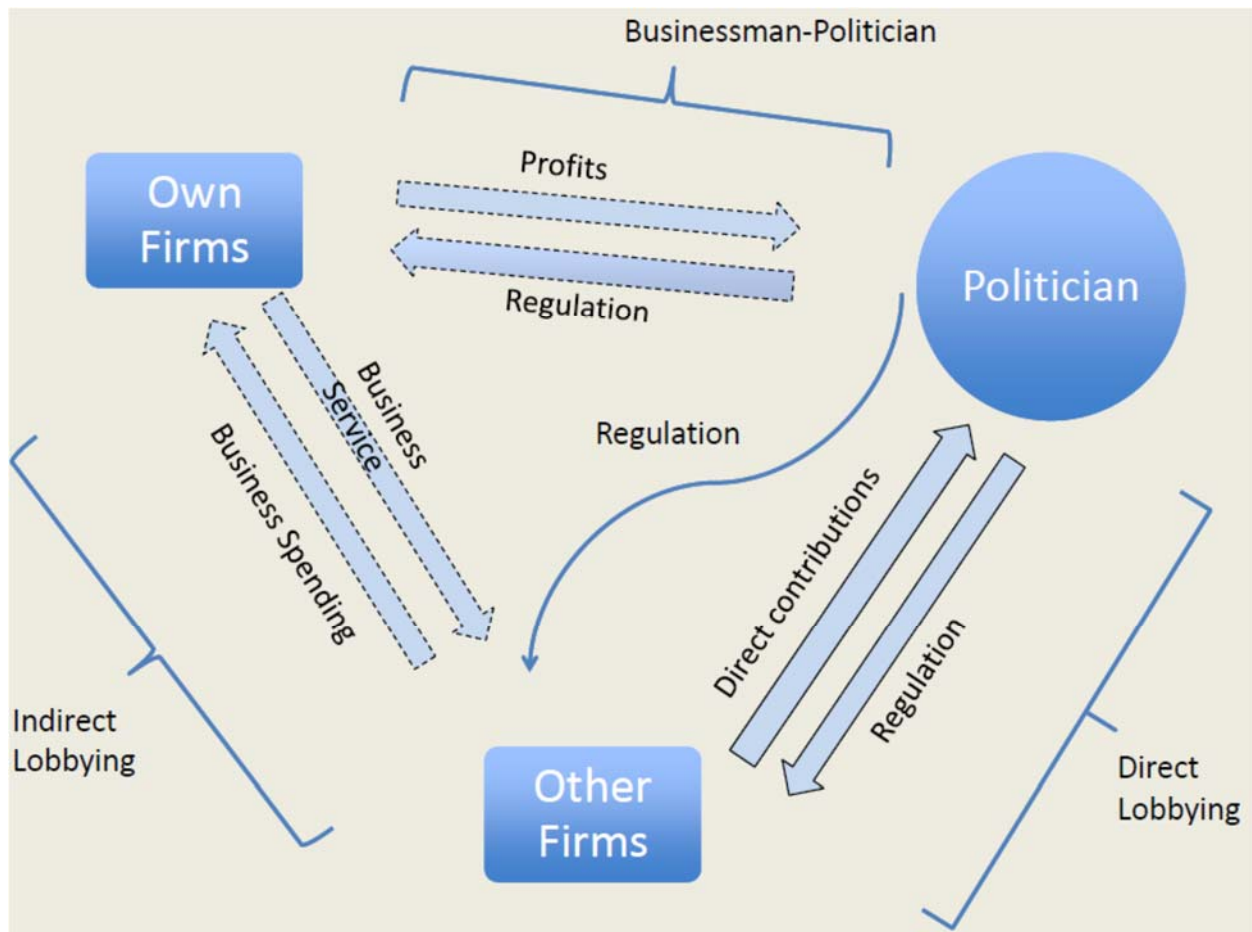 Businessman-Politician
Own
Firms
Profits
Regulation
Politician
Business
Service
Business Spending
Regulation
Direct contributions
Regulation
Indirect
Lobbying
Other
Firms
Direct
Lobbying